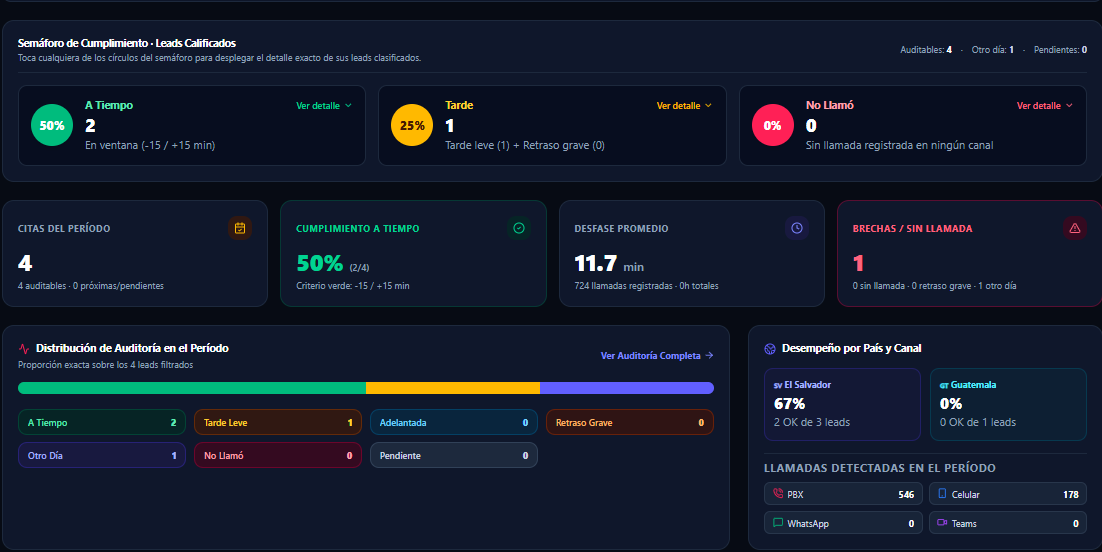 Semáforo de Cumplimiento · Leads Calificados
Toca cualquiera de los círculos del semáforo para desplegar el detalle exacto de sus leads clasificados.
Auditables: 4 · Otro día: 1 · Pendientes: 0
50%
A Tiempo
Ver detalle
2
En ventana (-15 / +15 min)
25%
Tarde
Ver detalle
1
Tarde leve (1) + Retraso grave (0)
0%
No Llamó
Ver detalle
0
Sin llamada registrada en ningún canal
CITAS DEL PERÍODO
4
4 auditables · 0 próximas/pendientes
CUMPLIMIENTO A TIEMPO
50% (2/4)
Criterio verde: -15 / +15 min
DESFASE PROMEDIO
11.7 min
724 llamadas registradas · 0h totales
BRECHAS / SIN LLAMADA
1
0 sin llamada · 0 retraso grave · 1 otro día
Distribución de Auditoría en el Período
Proporción exacta sobre los 4 leads filtrados
Ver Auditoría Completa →
A Tiempo 2
Tarde Leve 1
Adelantada 0
Retraso Grave 0
Otro Día 1
No Llamó 0
Pendiente 0
Desempeño por País y Canal
SV El Salvador
67%
2 OK de 3 leads
GT Guatemala
0%
0 OK de 1 leads
LLAMADAS DETECTADAS EN EL PERÍODO
PBX 546
Celular 178
WhatsApp 0
Teams 0